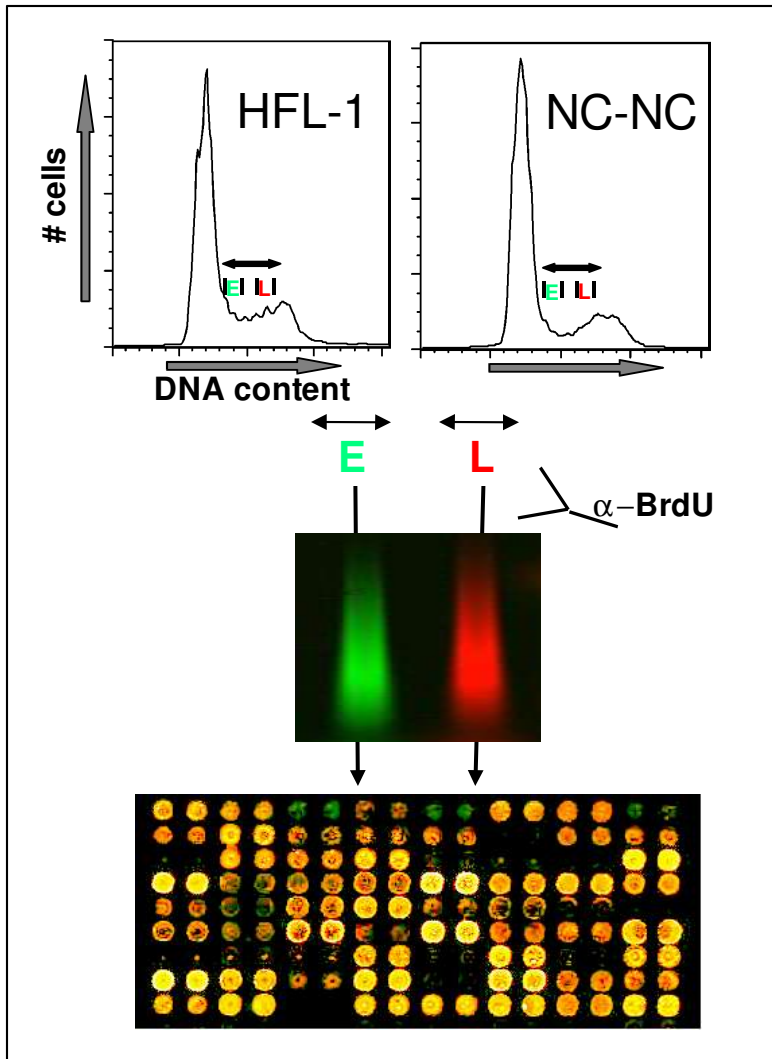 HFL-1
NC-NC
# cells
E L
E L
DNA content
E L
α–BrdU